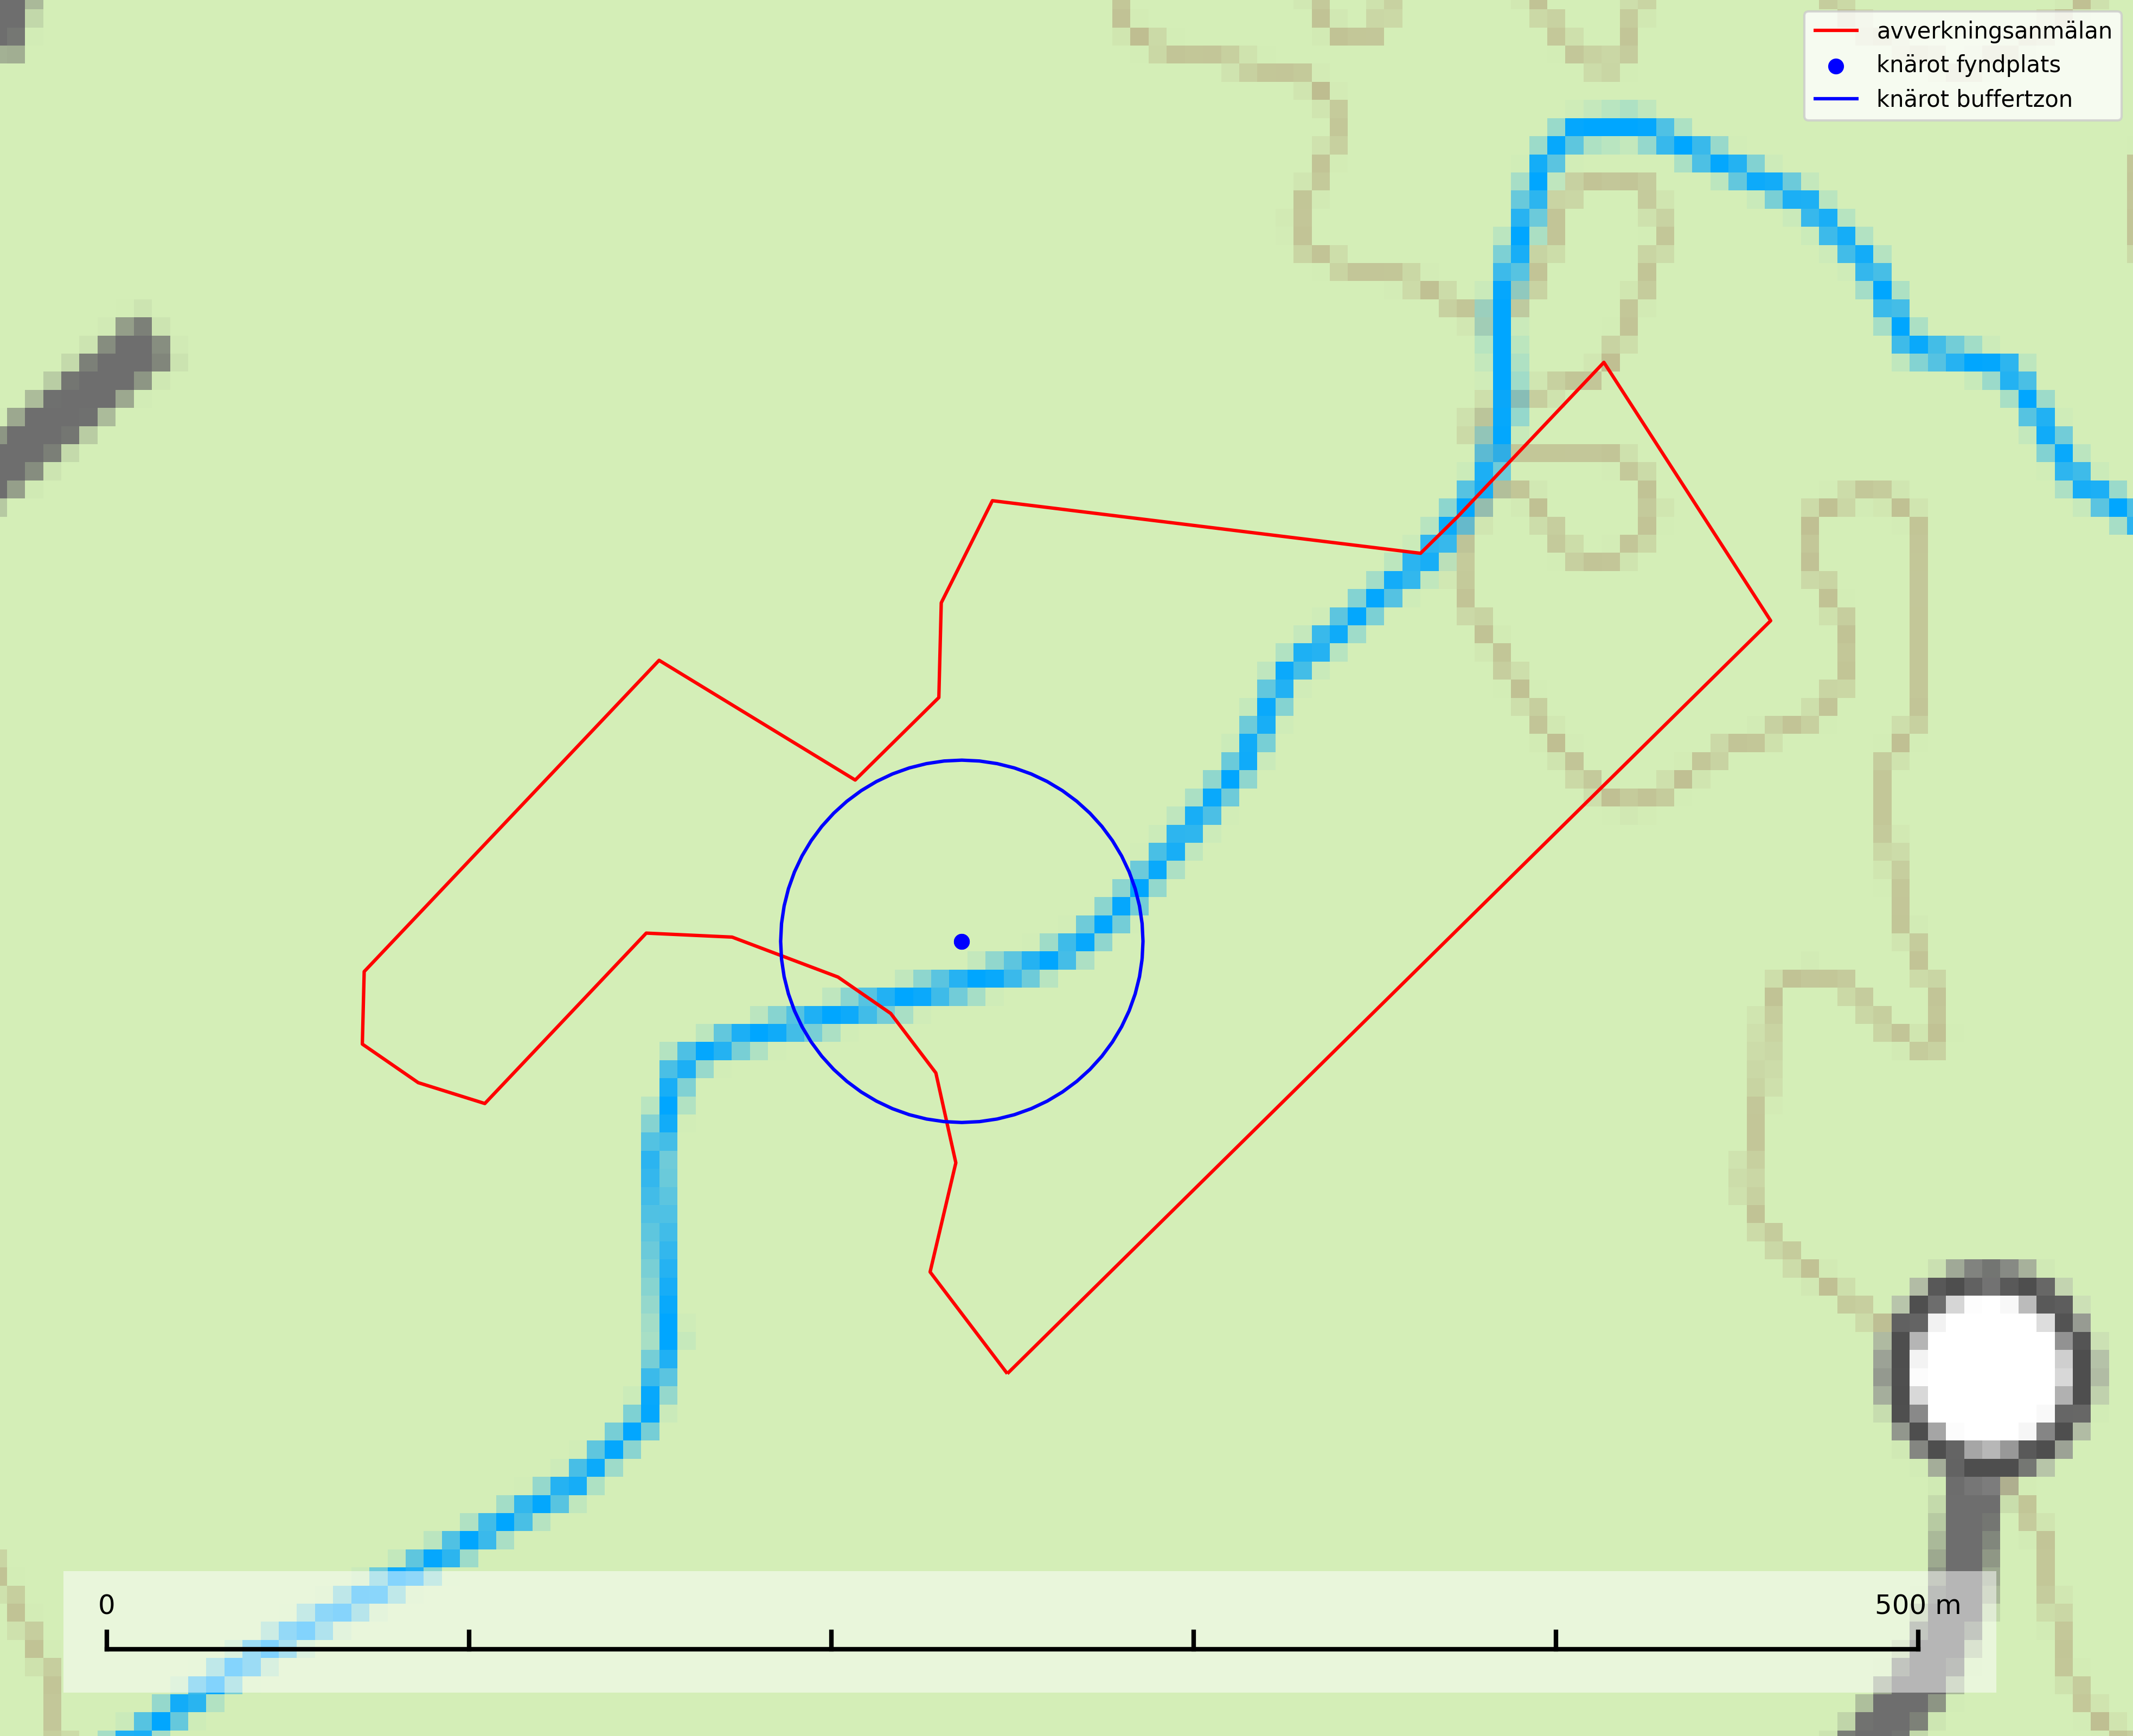 avverkningsanmälan
knärot fyndplats
knärot buffertzon
0
500 m